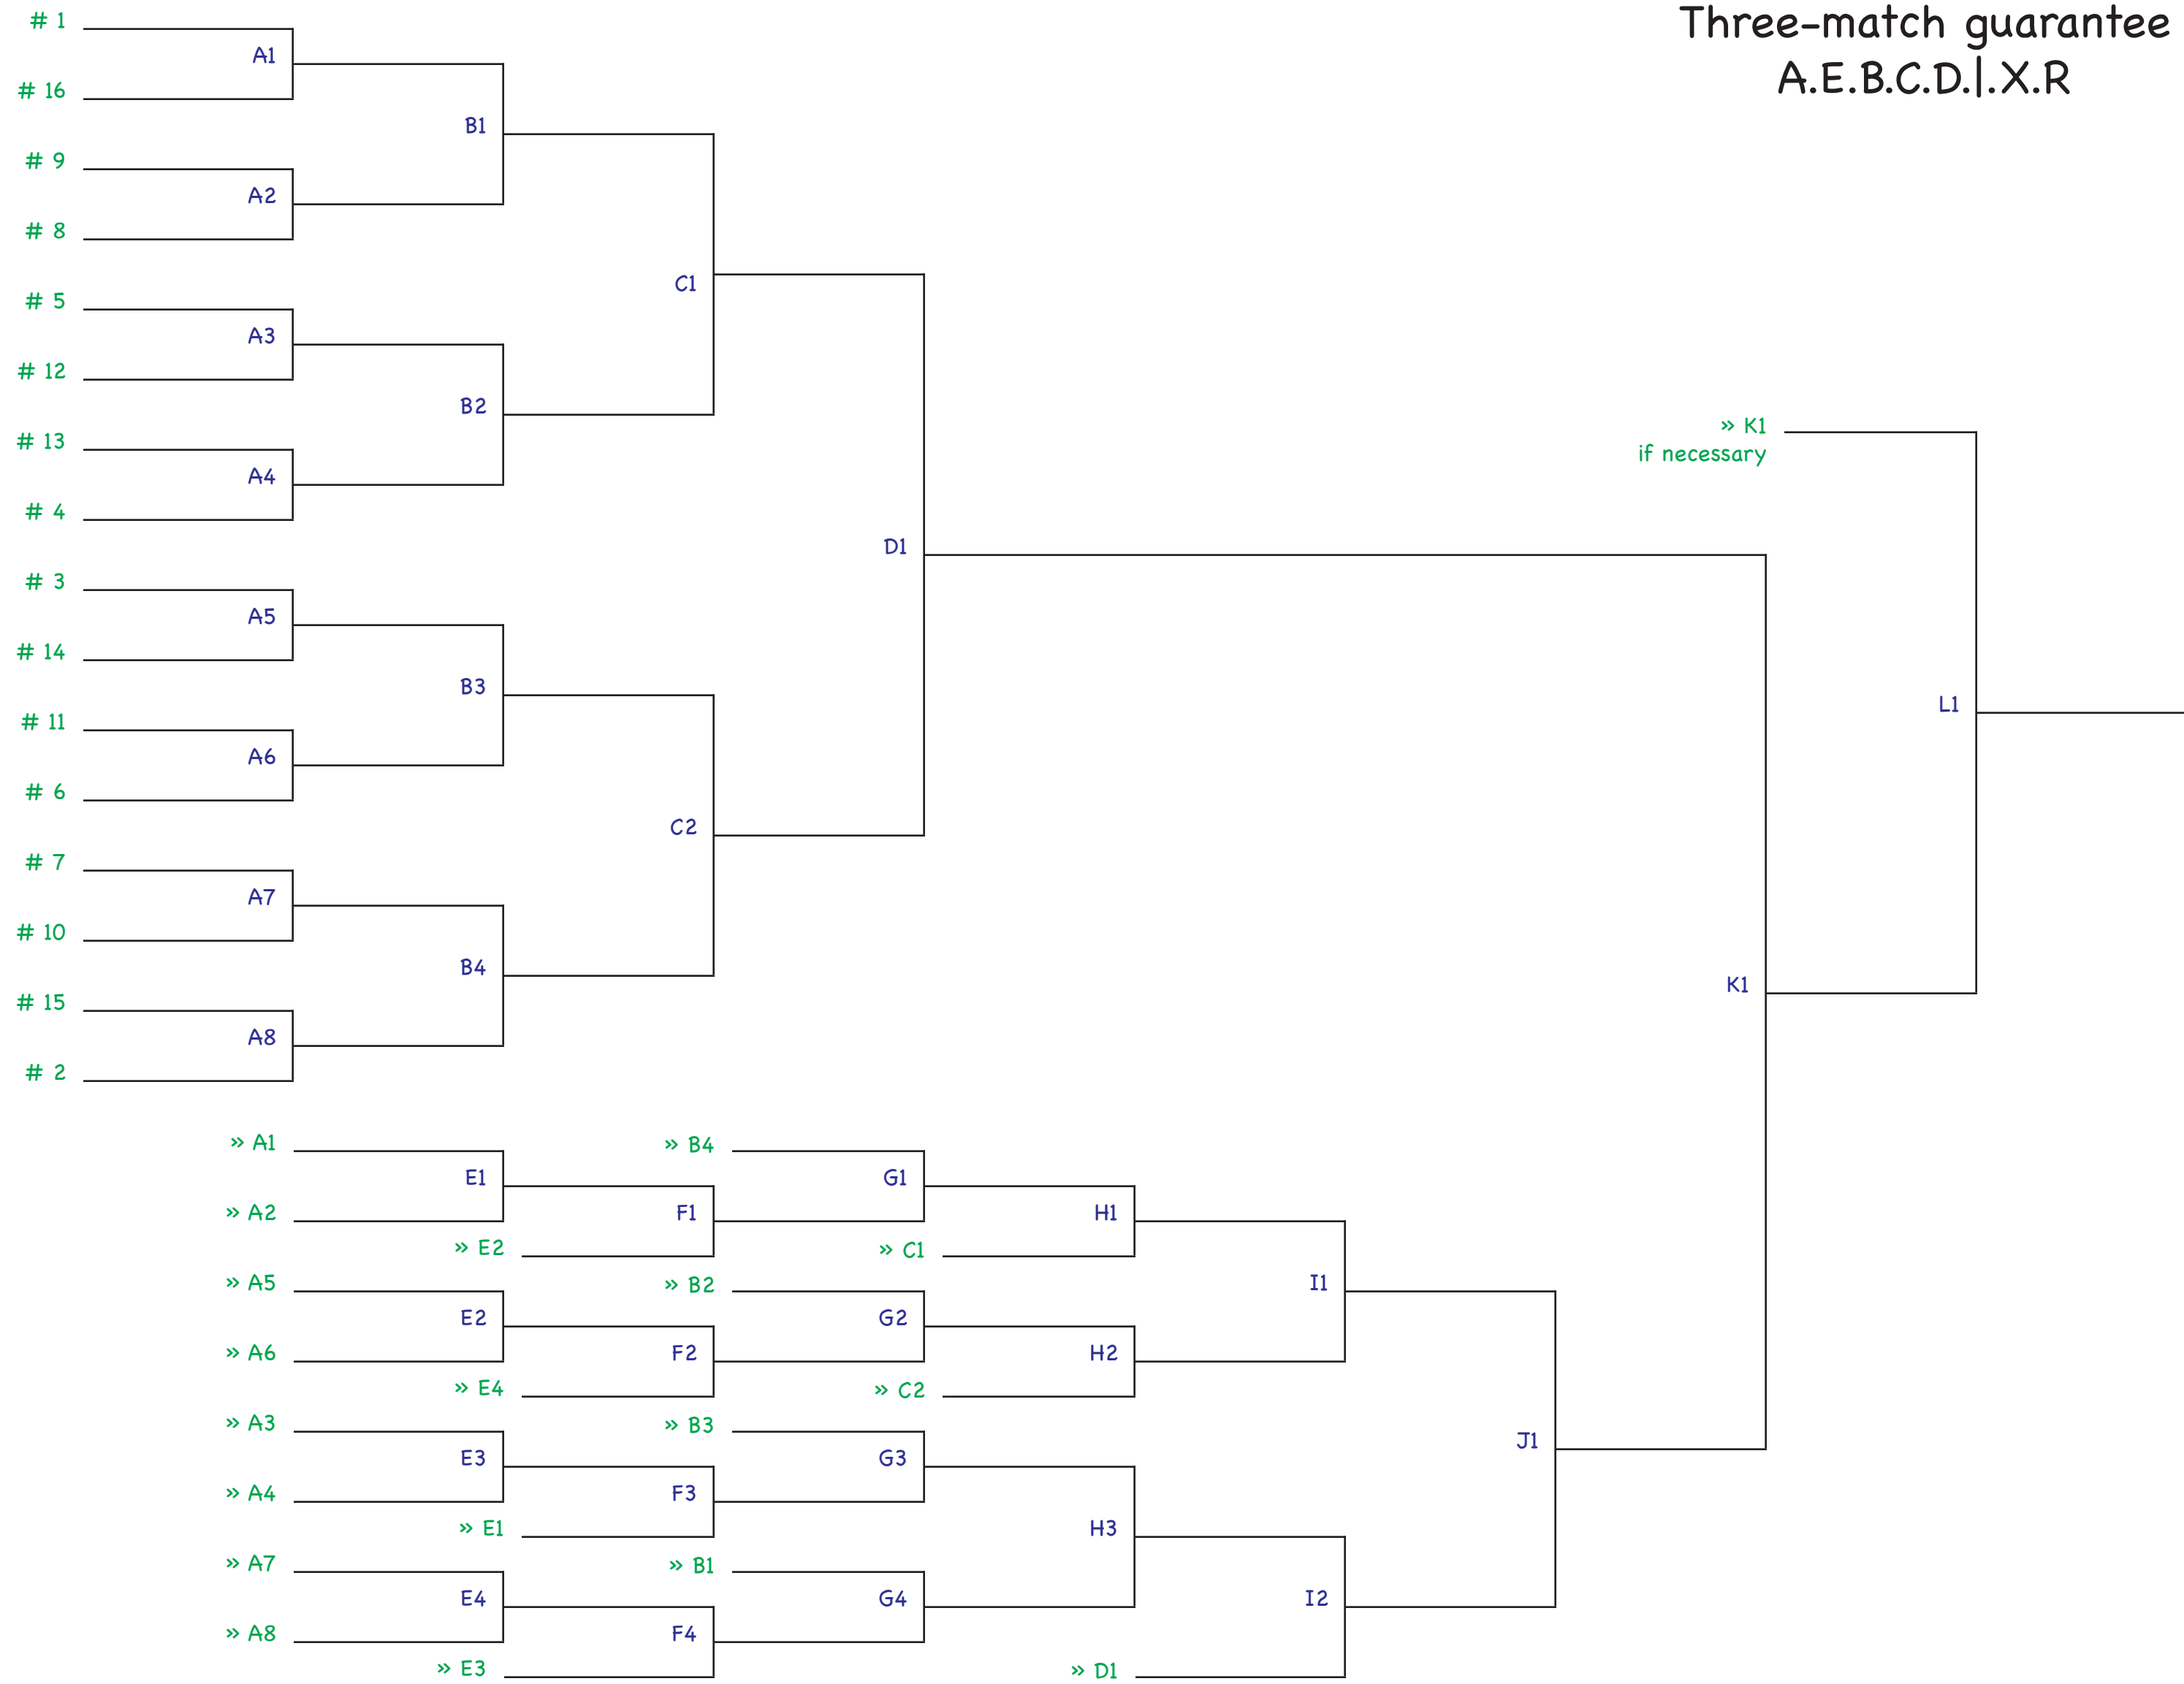 Three-match guarantee
A.E.B.C.D.|.X.R
# 1
A1
# 16
B1
# 9
A2
# 8
C1
# 5
A3
# 12
B2
# 13
A4
# 4
D1
# 3
A5
# 14
B3
# 11
A6
# 6
C2
# 7
A7
# 10
B4
# 15
A8
# 2
» K1
if necessary
L1
K1
» A1
» B4
E1
G1
» A2
F1
H1
» E2
» C1
» A5
» B2
I1
E2
G2
» A6
F2
H2
» E4
» C2
» A3
» B3
J1
E3
G3
» A4
F3
» E1
H3
» A7
» B1
E4
G4
I2
» A8
F4
» E3
» D1